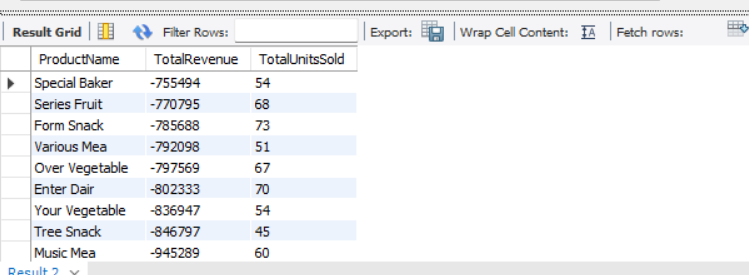 Result Grid Filter Rows: Export: Wrap Cell Content: Fetch rows:
ProductName TotalRevenue TotalUnitsSold
Special Baker -755494 54
Series Fruit -770795 68
Form Snack -785688 73
Various Mea -792098 51
Over Vegetable -797569 67
Enter Dair -802333 70
Your Vegetable -836947 54
Tree Snack -846797 45
Music Mea -945289 60
Result 2